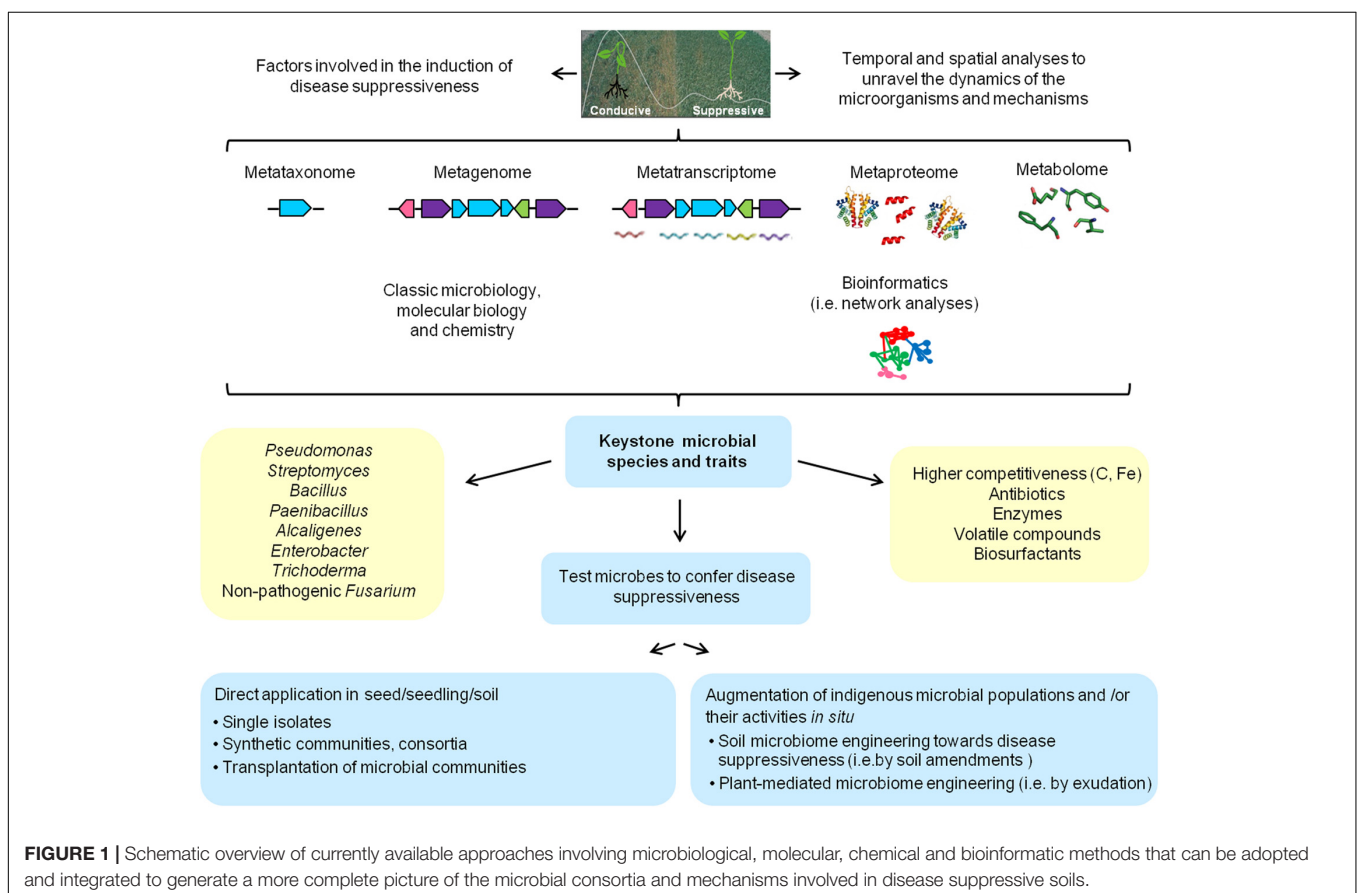 Factors involved in the induction of
disease suppressiveness
Conducive
Suppressive
Temporal and spatial analyses to
unravel the dynamics of the
microorganisms and mechanisms
Metataxonome
Metagenome
Metatranscriptome
Metaproteome
Metabolome
Classic microbiology,
molecular biology
and chemistry
Bioinformatics
(i.e. network analyses)
Keystone microbial
species and traits
Pseudomonas
Streptomyces
Bacillus
Paenibacillus
Alcaligenes
Enterobacter
Trichoderma
Non-pathogenic Fusarium
Higher competitiveness (C, Fe)
Antibiotics
Enzymes
Volatile compounds
Biosurfactants
Test microbes to confer disease
suppressiveness
Direct application in seed/seedling/soil
• Single isolates
• Synthetic communities, consortia
• Transplantation of microbial communities
Augmentation of indigenous microbial populations and /or
their activities in situ
• Soil microbiome engineering towards disease
suppressiveness (i.e.by soil amendments )
• Plant-mediated microbiome engineering (i.e. by exudation)
FIGURE 1 | Schematic overview of currently available approaches involving microbiological, molecular, chemical and bioinformatic methods that can be adopted
and integrated to generate a more complete picture of the microbial consortia and mechanisms involved in disease suppressive soils.